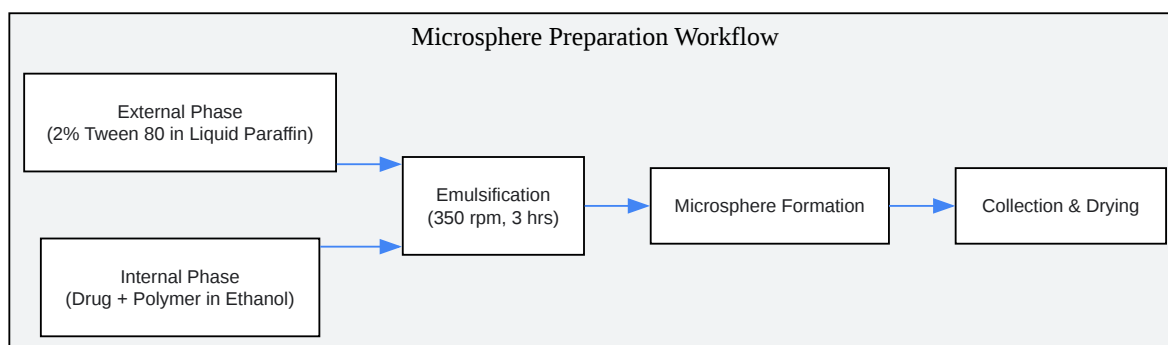 Microsphere Preparation Workflow
External Phase
(2% Tween 80 in Liquid Paraffin)
Emulsification
(350 rpm, 3 hrs)
Microsphere Formation
Collection & Drying
Internal Phase
(Drug + Polymer in Ethanol)